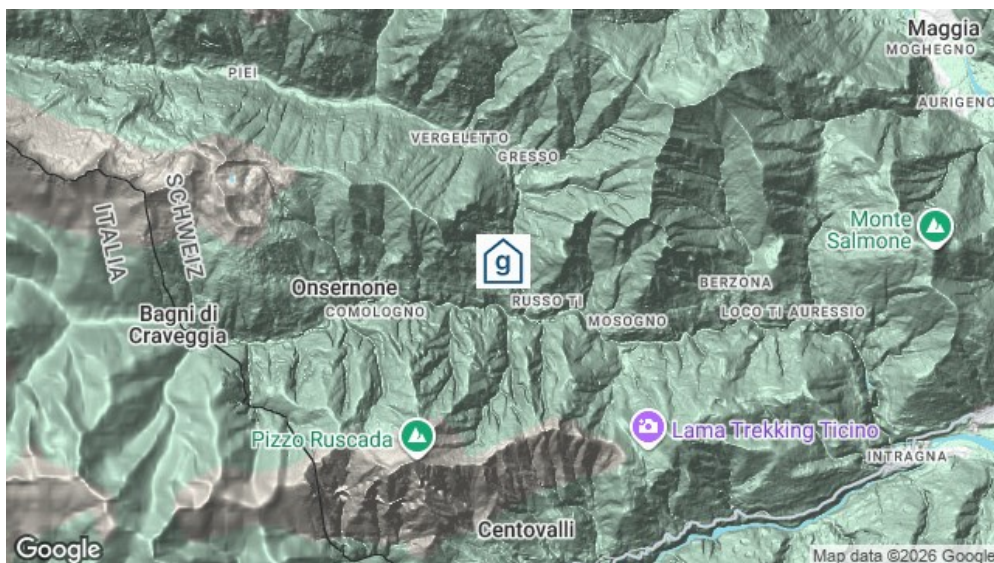 Maggia
MOGHEGNO
PIEI
AURIGENO
VERGELETTO
GRESSO
SCHWEIZ
ITALIA
Monte
Salmone
g
BERZONA
Onsernone
RUSSO TI
COMOLOGNO
MOSOGNO
LOCO TI AURESSIO
Bagni di
Craveggia
Pizzo Ruscada
Lama Trekking Ticino
INTRAGNA
Centovalli
Google
Map data ©2026 Google